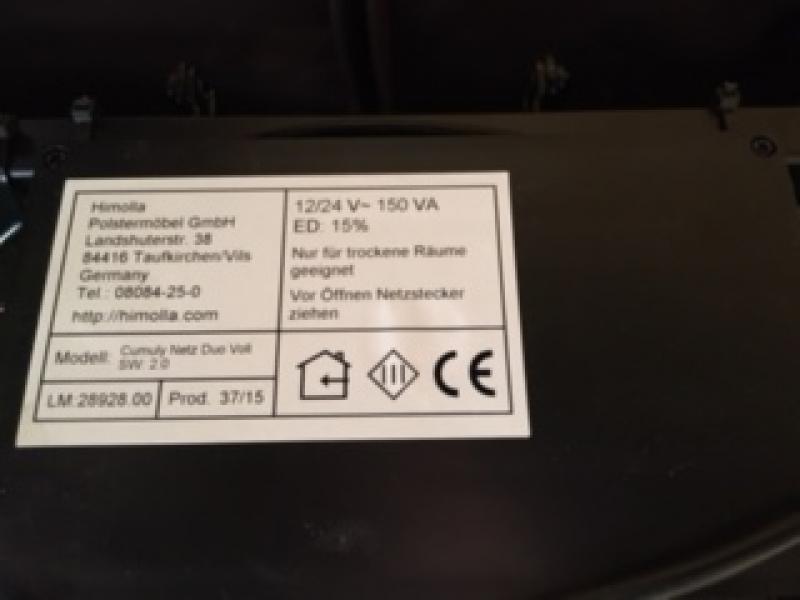 Himolla
Polstermöbel GmbH
Landshuterstr. 38
84416 Taufkirchen/Vils
Germany
Tel.: 08084-25-0
http://himolla.com
Modell: Cumuly Netz Duo Voll
SW: 2.0
LM:28928.00 Prod. 37/15
12/24 V~ 150 VA
ED: 15%
Nur für trockene Räume
geeignet
Vor Öffnen Netzstecker
ziehen
CE